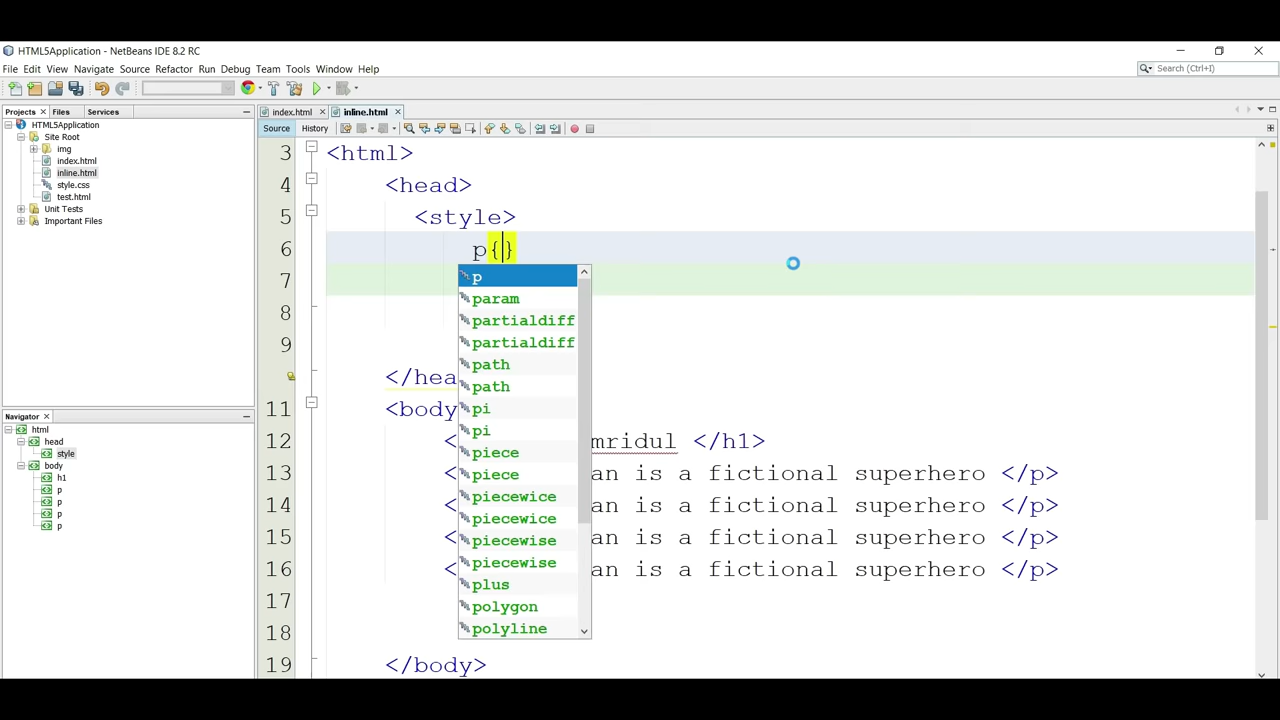 HTML5Application - NetBeans IDE 8.2 RC
File Edit View Navigate Source Refactor Run Debug Team Tools Window Help
Search (Ctrl+I)
Projects Files Services
index.html inline.html
HTML5Application
Site Root
img
index.html
inline.html
style.css
test.html
Unit Tests
Important Files
Source History
3 <html>
4 <head>
5 <style>
6 p{}
7
8
9
</hea
11 <body
12 < mridul </h1>
13 < an is a fictional superhero </p>
14 < an is a fictional superhero </p>
15 < an is a fictional superhero </p>
16 < an is a fictional superhero </p>
17
18
19 </body>
p
param
partialdiff
partialdiff
path
path
pi
pi
piece
piece
piecewice
piecewice
piecewise
piecewise
plus
polygon
polyline
Navigator
html
head
style
body
h1
p
p
p
p